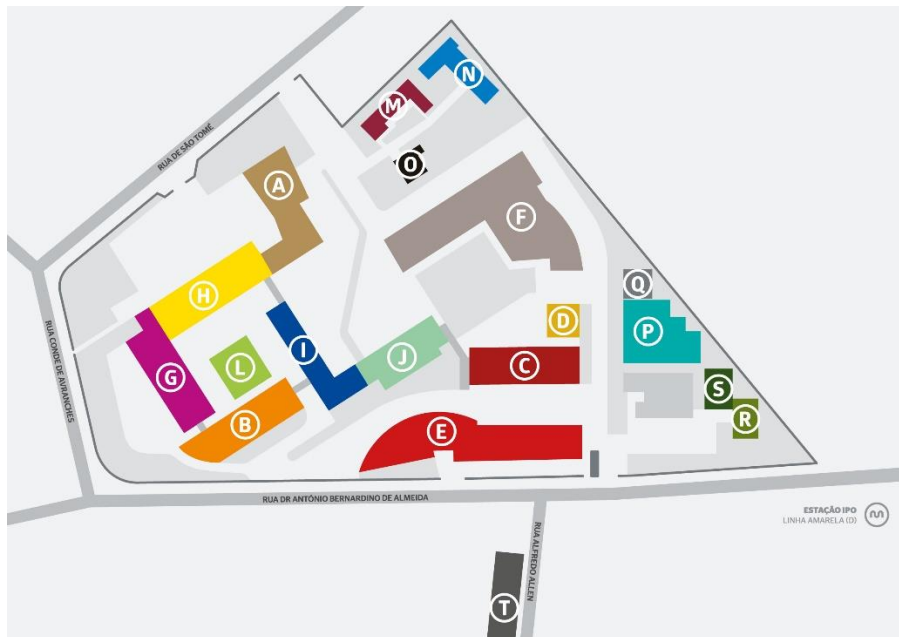 N
M
RUA DE SÃO TOMÉ
O
A
F
H
Q
D
P
I
J
L
C
G
S
R
B
E
RUA CONDE DE AVRANCHES
RUA DR ANTÓNIO BERNARDINO DE ALMEIDA
ESTAÇÃO IPO
LINHA AMARELA (D)
RUA ALFREDO ALLEN
T